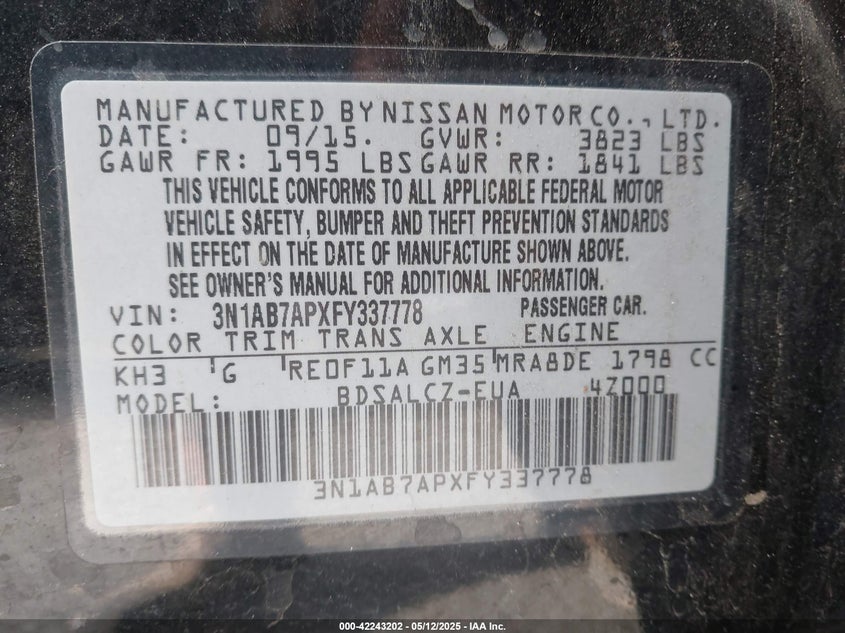 MANUFACTURED BY NISSAN MOTOR CO., LTD.
DATE: 09/15. GVWR: 3823 LBS
GAWR FR: 1995 LBS GAWR RR: 1841 LBS
THIS VEHICLE CONFORMS TO ALL APPLICABLE FEDERAL MOTOR
VEHICLE SAFETY, BUMPER AND THEFT PREVENTION STANDARDS
IN EFFECT ON THE DATE OF MANUFACTURE SHOWN ABOVE.
SEE OWNER'S MANUAL FOR ADDITIONAL INFORMATION.
VIN: 3N1AB7APXFY337778 PASSENGER CAR.
COLOR TRIM TRANS AXLE ENGINE
KH3 G RE0F11A GM35 MRA8DE 1798 CC
MODEL: BDSALCZ-EUA 4Z000
3N1AB7APXFY337778
000-42243202 - 05/12/2025 - IAA Inc.